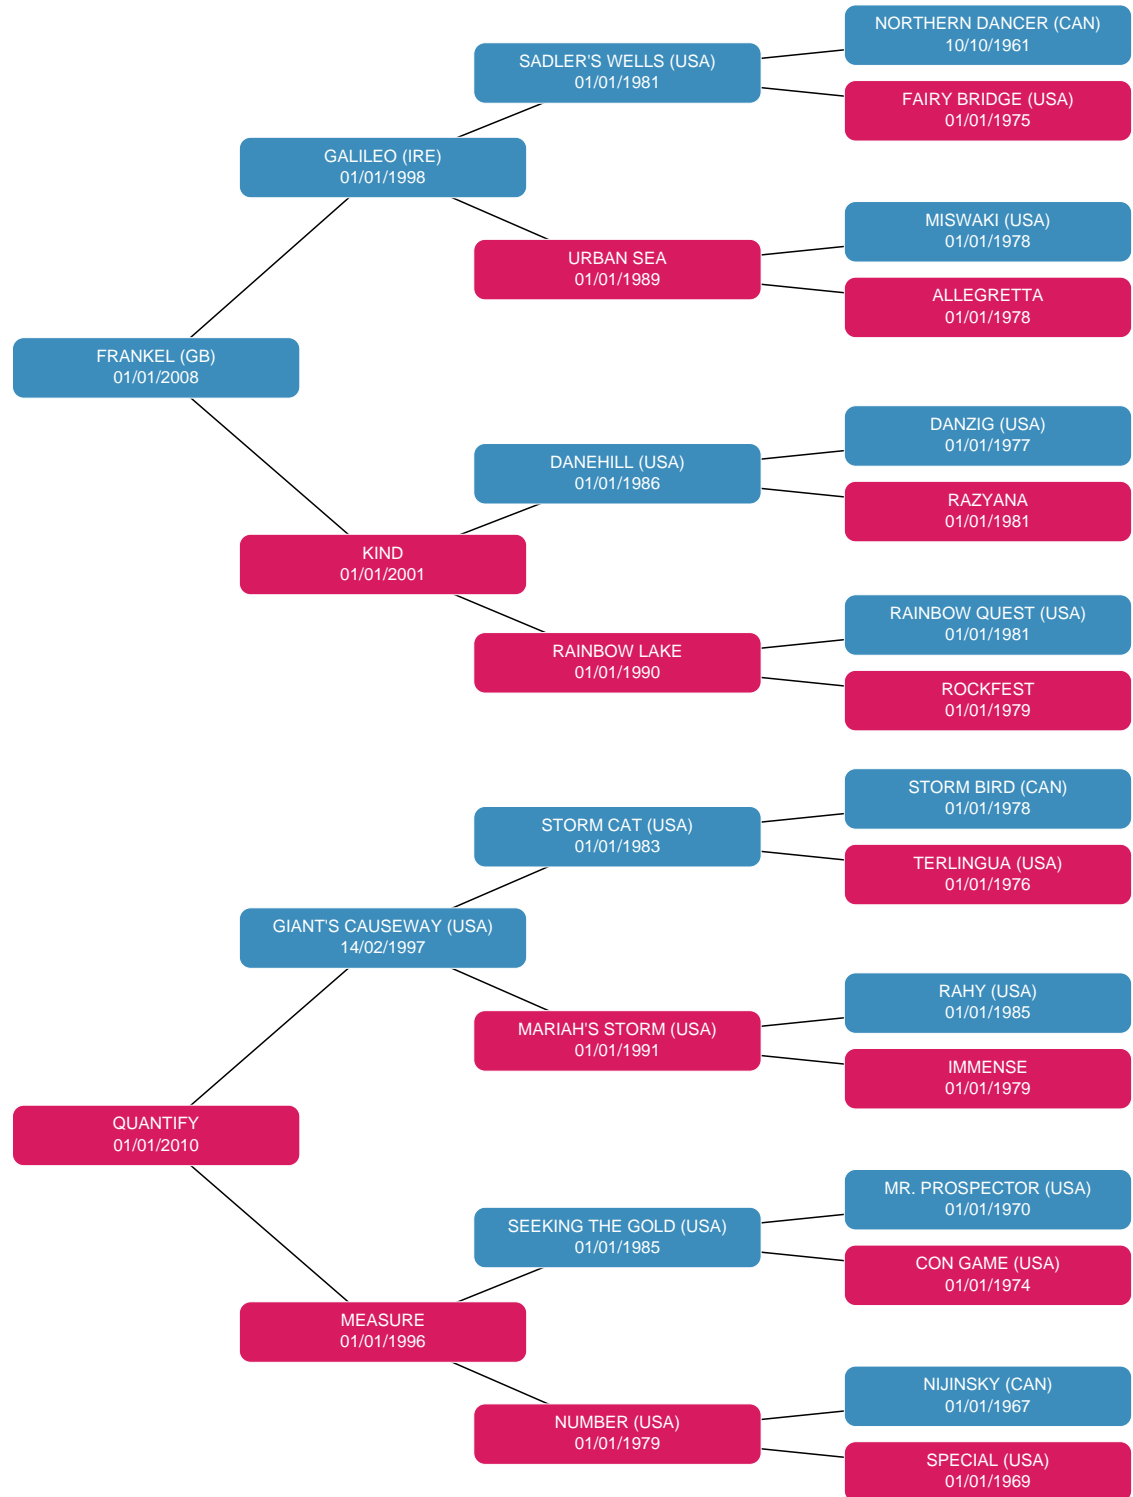 NORTHERN DANCER (CAN)
10/10/1961
SADLER'S WELLS (USA)
01/01/1981
FAIRY BRIDGE (USA)
01/01/1975
GALILEO (IRE)
01/01/1998
MISWAKI (USA)
01/01/1978
URBAN SEA
01/01/1989
ALLEGRETTA
01/01/1978
FRANKEL (GB)
01/01/2008
DANZIG (USA)
01/01/1977
DANEHILL (USA)
01/01/1986
RAZYANA
01/01/1981
KIND
01/01/2001
RAINBOW QUEST (USA)
01/01/1981
RAINBOW LAKE
01/01/1990
ROCKFEST
01/01/1979
STORM BIRD (CAN)
01/01/1978
STORM CAT (USA)
01/01/1983
TERLINGUA (USA)
01/01/1976
GIANT'S CAUSEWAY (USA)
14/02/1997
RAHY (USA)
01/01/1985
MARIAH'S STORM (USA)
01/01/1991
IMMENSE
01/01/1979
QUANTIFY
01/01/2010
MR. PROSPECTOR (USA)
01/01/1970
SEEKING THE GOLD (USA)
01/01/1985
CON GAME (USA)
01/01/1974
MEASURE
01/01/1996
NIJINSKY (CAN)
01/01/1967
NUMBER (USA)
01/01/1979
SPECIAL (USA)
01/01/1969